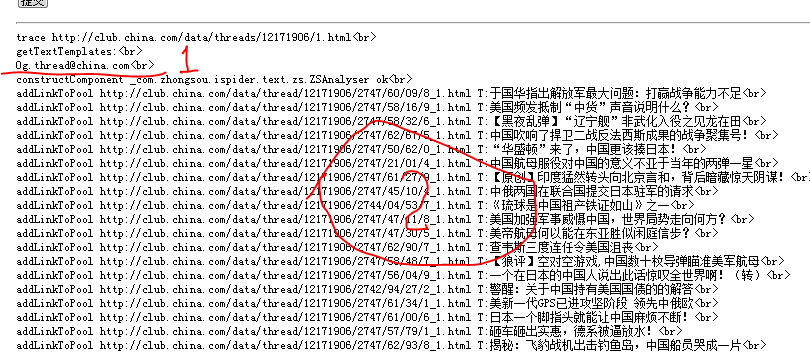 提交
trace http://club.china.com/data/threads/12171906/1.html<br>
getTextTemplates:<br>
0g.thread@china.com<br> 1
constructComponent com.zhongsou.ispider.text.zs.ZSAnalyser ok<br>
addLinkToPool http://club.china.com/data/thread/12171906/2747/60/09/8_1.html T:于国华指出解放军最大问题: 打赢战争能力不足<br>
addLinkToPool http://club.china.com/data/thread/12171906/2747/58/16/9_1.html T:美国频发抵制“中货”声音说明什么? <br>
addLinkToPool http://club.china.com/data/thread/12171906/2747/58/32/6_1.html T:【黑夜乱弹】“辽宁舰”非武化入役之见龙在田<br>
addLinkToPool http://club.china.com/data/thread/12171906/2747/62/67/5_1.html T:中国吹响了捍卫二战反法西斯成果的战争聚集号! <br>
addLinkToPool http://club.china.com/data/thread/12171906/2747/50/62/0_1.html T:“华盛顿”来了, 中国更该揍日本! <br>
addLinkToPool http://club.china.com/data/thread/12171906/2747/21/01/4_1.html T:中国航母服役对中国的意义不亚于当年的两弹一星<br>
addLinkToPool http://club.china.com/data/thread/12171906/2747/61/27/9_1.html T:【原创】印度猛然转头向北京言和, 背后暗藏惊天阴谋! <br>
addLinkToPool http://club.china.com/data/thread/12171906/2747/45/10/2_1.html T:中俄两国在联合国提交日本驻军的请求<br>
addLinkToPool http://club.china.com/data/thread/12171906/2744/04/53/7_1.html T:《琉球是中国祖产铁证如山》之一<br>
addLinkToPool http://club.china.com/data/thread/12171906/2747/47/11/8_1.html T:美国加强军事威慑中国, 世界局势走向何方? <br>
addLinkToPool http://club.china.com/data/thread/12171906/2747/47/30/5_1.html T:美帝航母何以能在东亚胜似闲庭信步? <br>
addLinkToPool http://club.china.com/data/thread/12171906/2747/62/90/7_1.html T:查韦斯三度连任令美国沮丧<br>
addLinkToPool http://club.china.com/data/thread/12171906/2747/58/48/7_1.html T:【狼评】空对空游戏, 中国数十枚导弹瞄准美军航母<br>
addLinkToPool http://club.china.com/data/thread/12171906/2747/56/04/9_1.html T:一个在日本的中国人说出此话惊叹全世界啊! (转) <br>
addLinkToPool http://club.china.com/data/thread/12171906/2742/94/27/2_1.html T:警醒: 关于中国持有美国国债的的解答<br>
addLinkToPool http://club.china.com/data/thread/12171906/2747/61/34/1_1.html T:美新一代GPS已进攻坚阶段 领先中俄欧<br>
addLinkToPool http://club.china.com/data/thread/12171906/2747/61/00/6_1.html T:日本一个脚指头就能让中国麻烦不断! <br>
addLinkToPool http://club.china.com/data/thread/12171906/2747/57/79/1_1.html T:砸车砸出实惠, 德系被逼放水! <br>
addLinkToPool http://club.china.com/data/thread/12171906/2747/62/93/8_1.html T:揭秘: 飞豹战机出击钓鱼岛, 中国船员哭成一片<br>